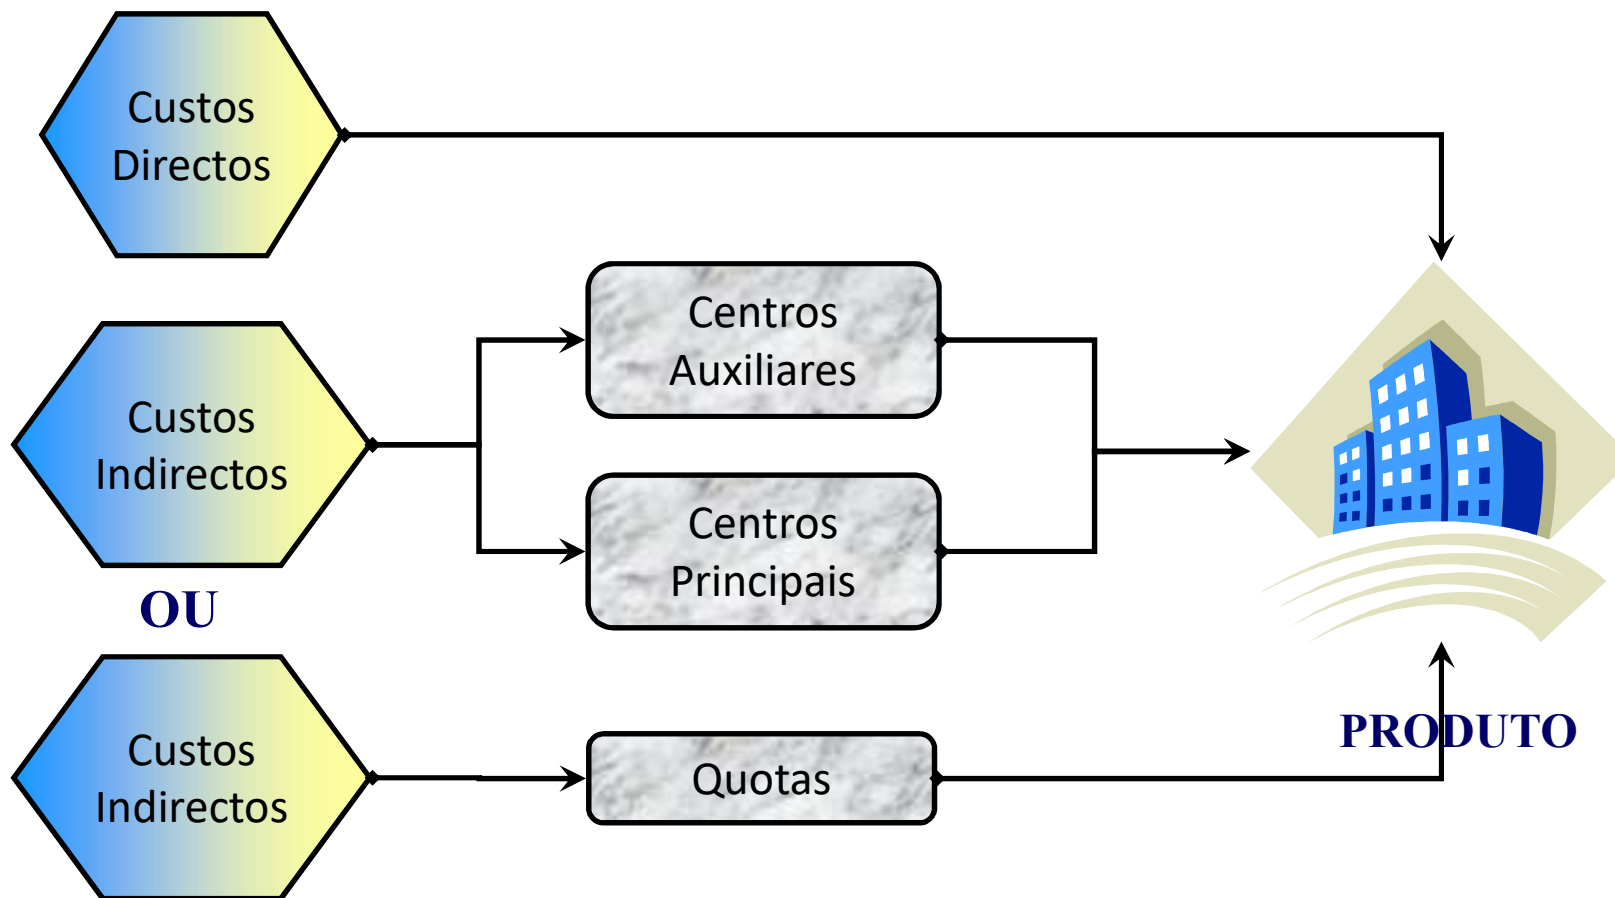 Custos
Directos
Centros
Auxiliares
Custos
Indirectos
Centros
Principais
OU
PRODUTO
Custos
Indirectos
Quotas